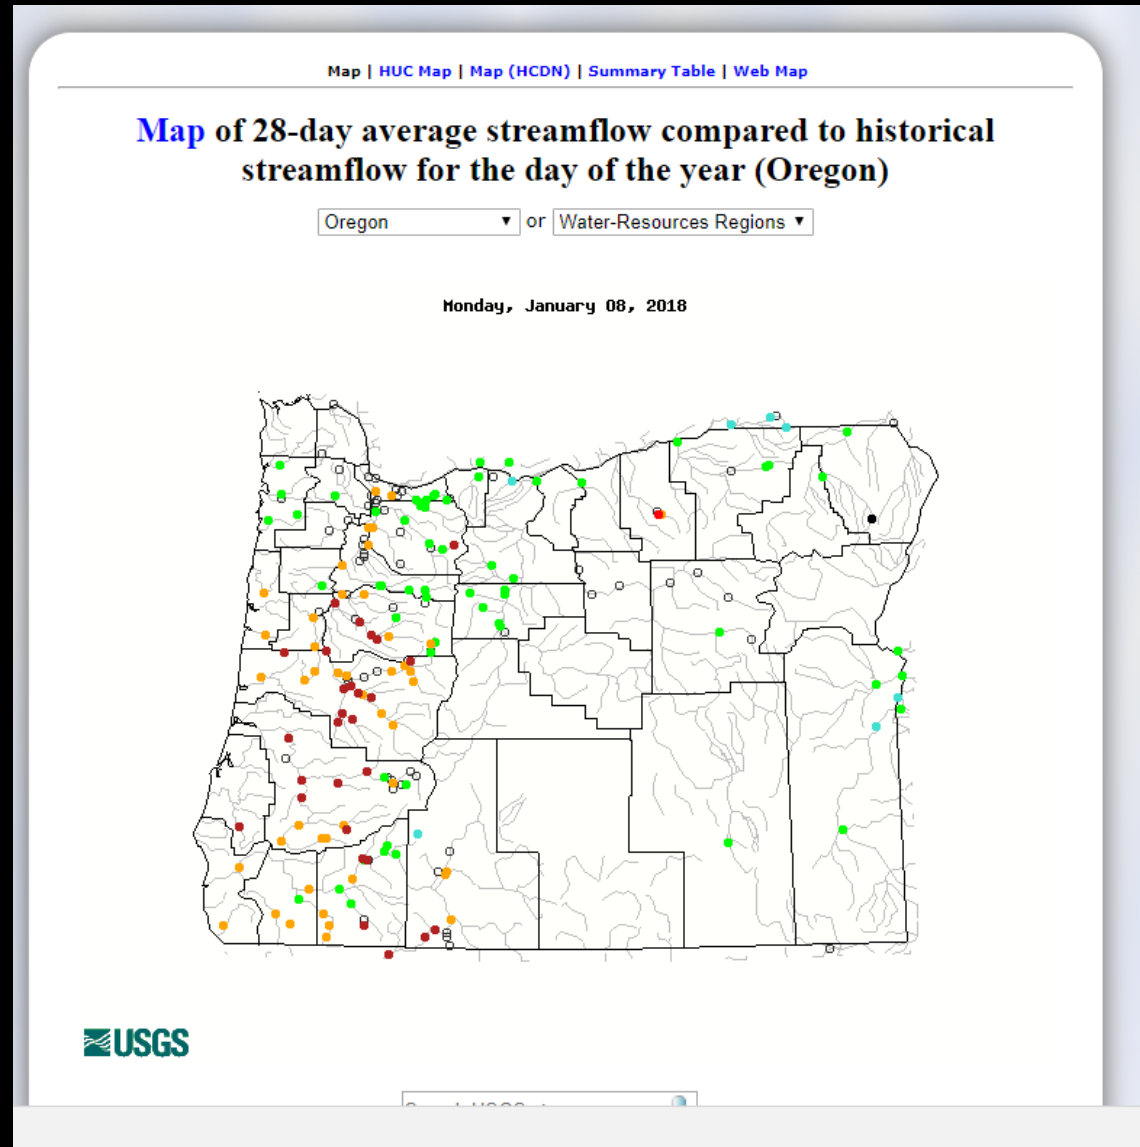 Map | HUC Map | Map (HCDN) | Summary Table | Web Map
Map of 28-day average streamflow compared to historical
streamflow for the day of the year (Oregon)
Oregon or Water-Resources Regions
Monday, January 08, 2018
USGS